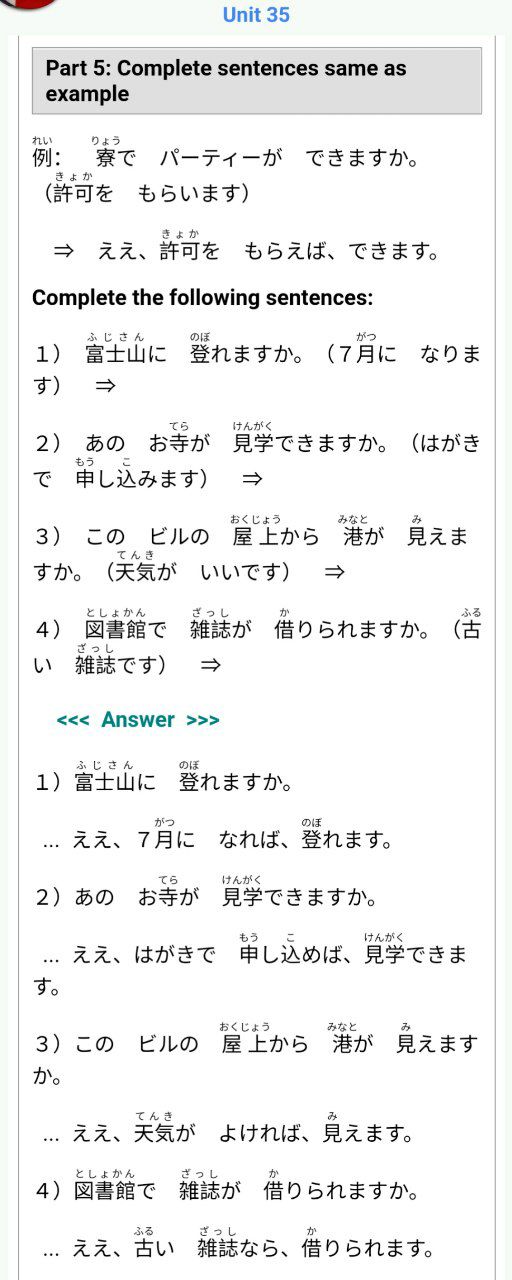 Unit 35
Part 5: Complete sentences same as
example
例： 寮で パーティーが できますか。
（許可を もらいます）
⇒ ええ、許可を もらえば、できます。
Complete the following sentences:
１） 富士山に 登れますか。（７月に なりま
す） ⇒
２） あの お寺が 見学できますか。（はがき
で 申し込みます） ⇒
３） この ビルの 屋上から 港が 見えま
すか。（天気が いいです） ⇒
４） 図書館で 雑誌が 借りられますか。（古
い 雑誌です） ⇒
<<< Answer >>>
１）富士山に 登れますか。
... ええ、７月に なれば、登れます。
２）あの お寺が 見学できますか。
... ええ、はがきで 申し込めば、見学できま
す。
３）この ビルの 屋上から 港が 見えます
か。
... ええ、天気が よければ、見えます。
４）図書館で 雑誌が 借りられますか。
... ええ、古い 雑誌なら、借りられます。